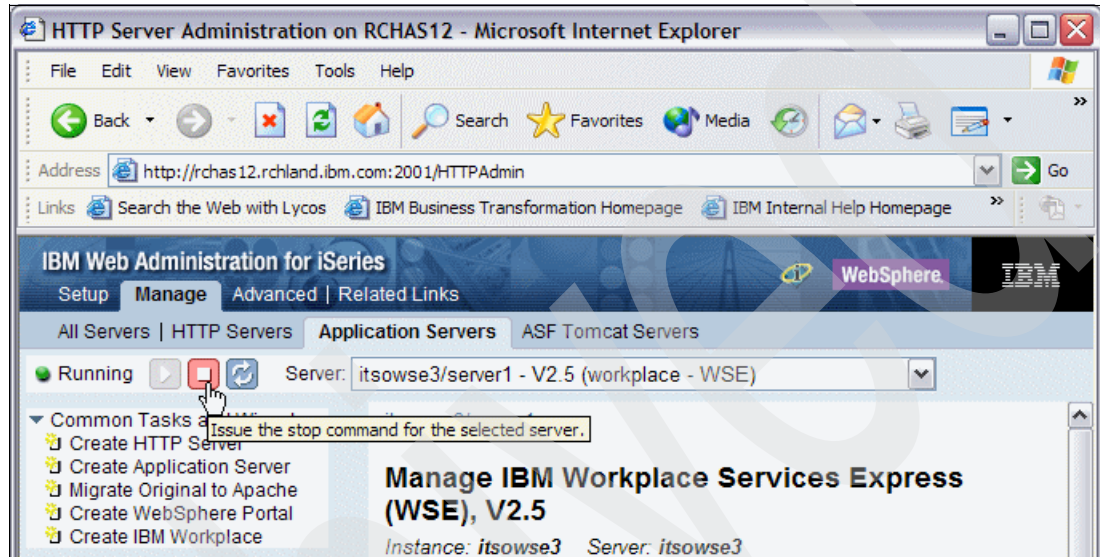 HTTP Server Administration on RCHAS12 - Microsoft Internet Explorer
File Edit View Favorites Tools Help
Back Search Favorites Media
Address http://rchas12.rchland.ibm.com:2001/HTTPAdmin Go
Links Search the Web with Lycos IBM Business Transformation Homepage IBM Internal Help Homepage
IBM Web Administration for iSeries
WebSphere. IBM
Setup Manage Advanced | Related Links
All Servers | HTTP Servers Application Servers ASF Tomcat Servers
Running Server: itsowse3/server1 - V2.5 (workplace - WSE)
Common Tasks
Issue the stop command for the selected server.
Create HTTP Server
Create Application Server
Migrate Original to Apache
Create WebSphere Portal
Create IBM Workplace
Manage IBM Workplace Services Express
(WSE), V2.5
Instance: itsowse3 Server: itsowse3